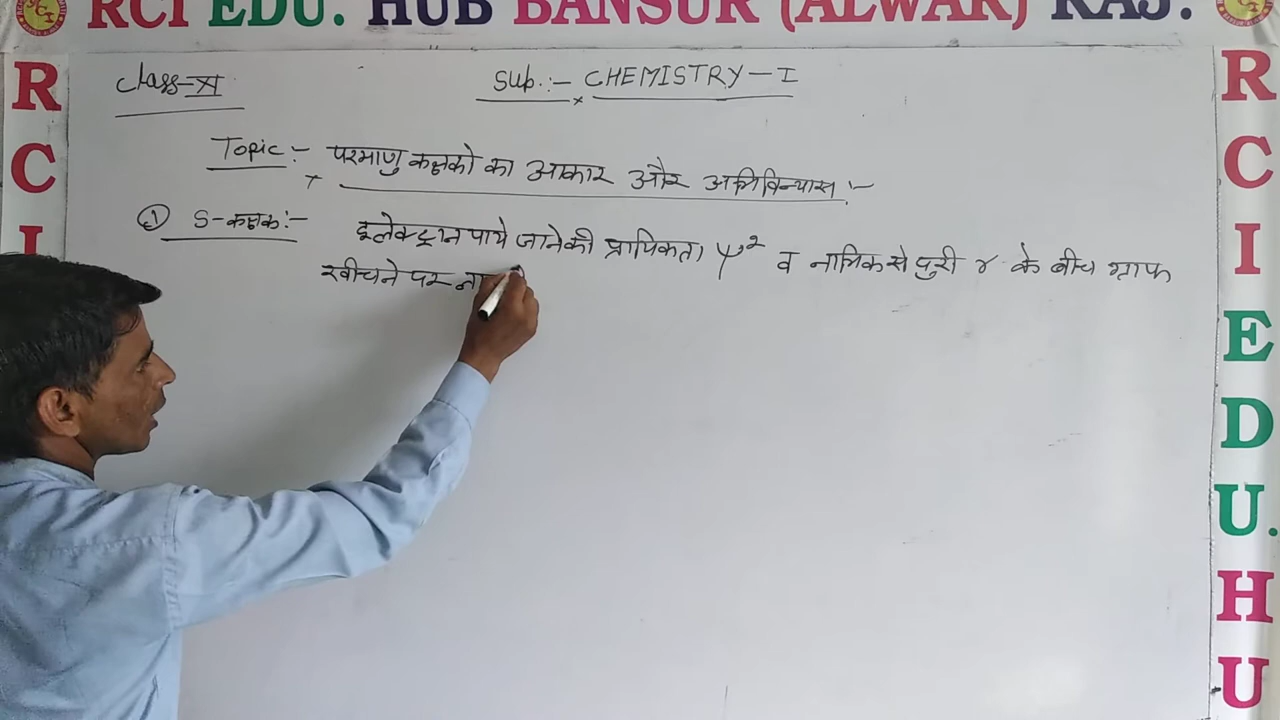 RCI EDU. HUB BANSUR (ALWAR) RAJ.
Class-XI
Sub.:- CHEMISTRY-I
Topic:- परमाणु कक्षको का आकार और अभिविन्यास :-
① S-कक्षक:- इलेक्ट्रान पाये जाने की प्रायिकता ψ² व नाभिक से दुरी r के बीच ग्राफ
खीचने पर ना
R
C
I
R
C
I
E
D
U.
H
U